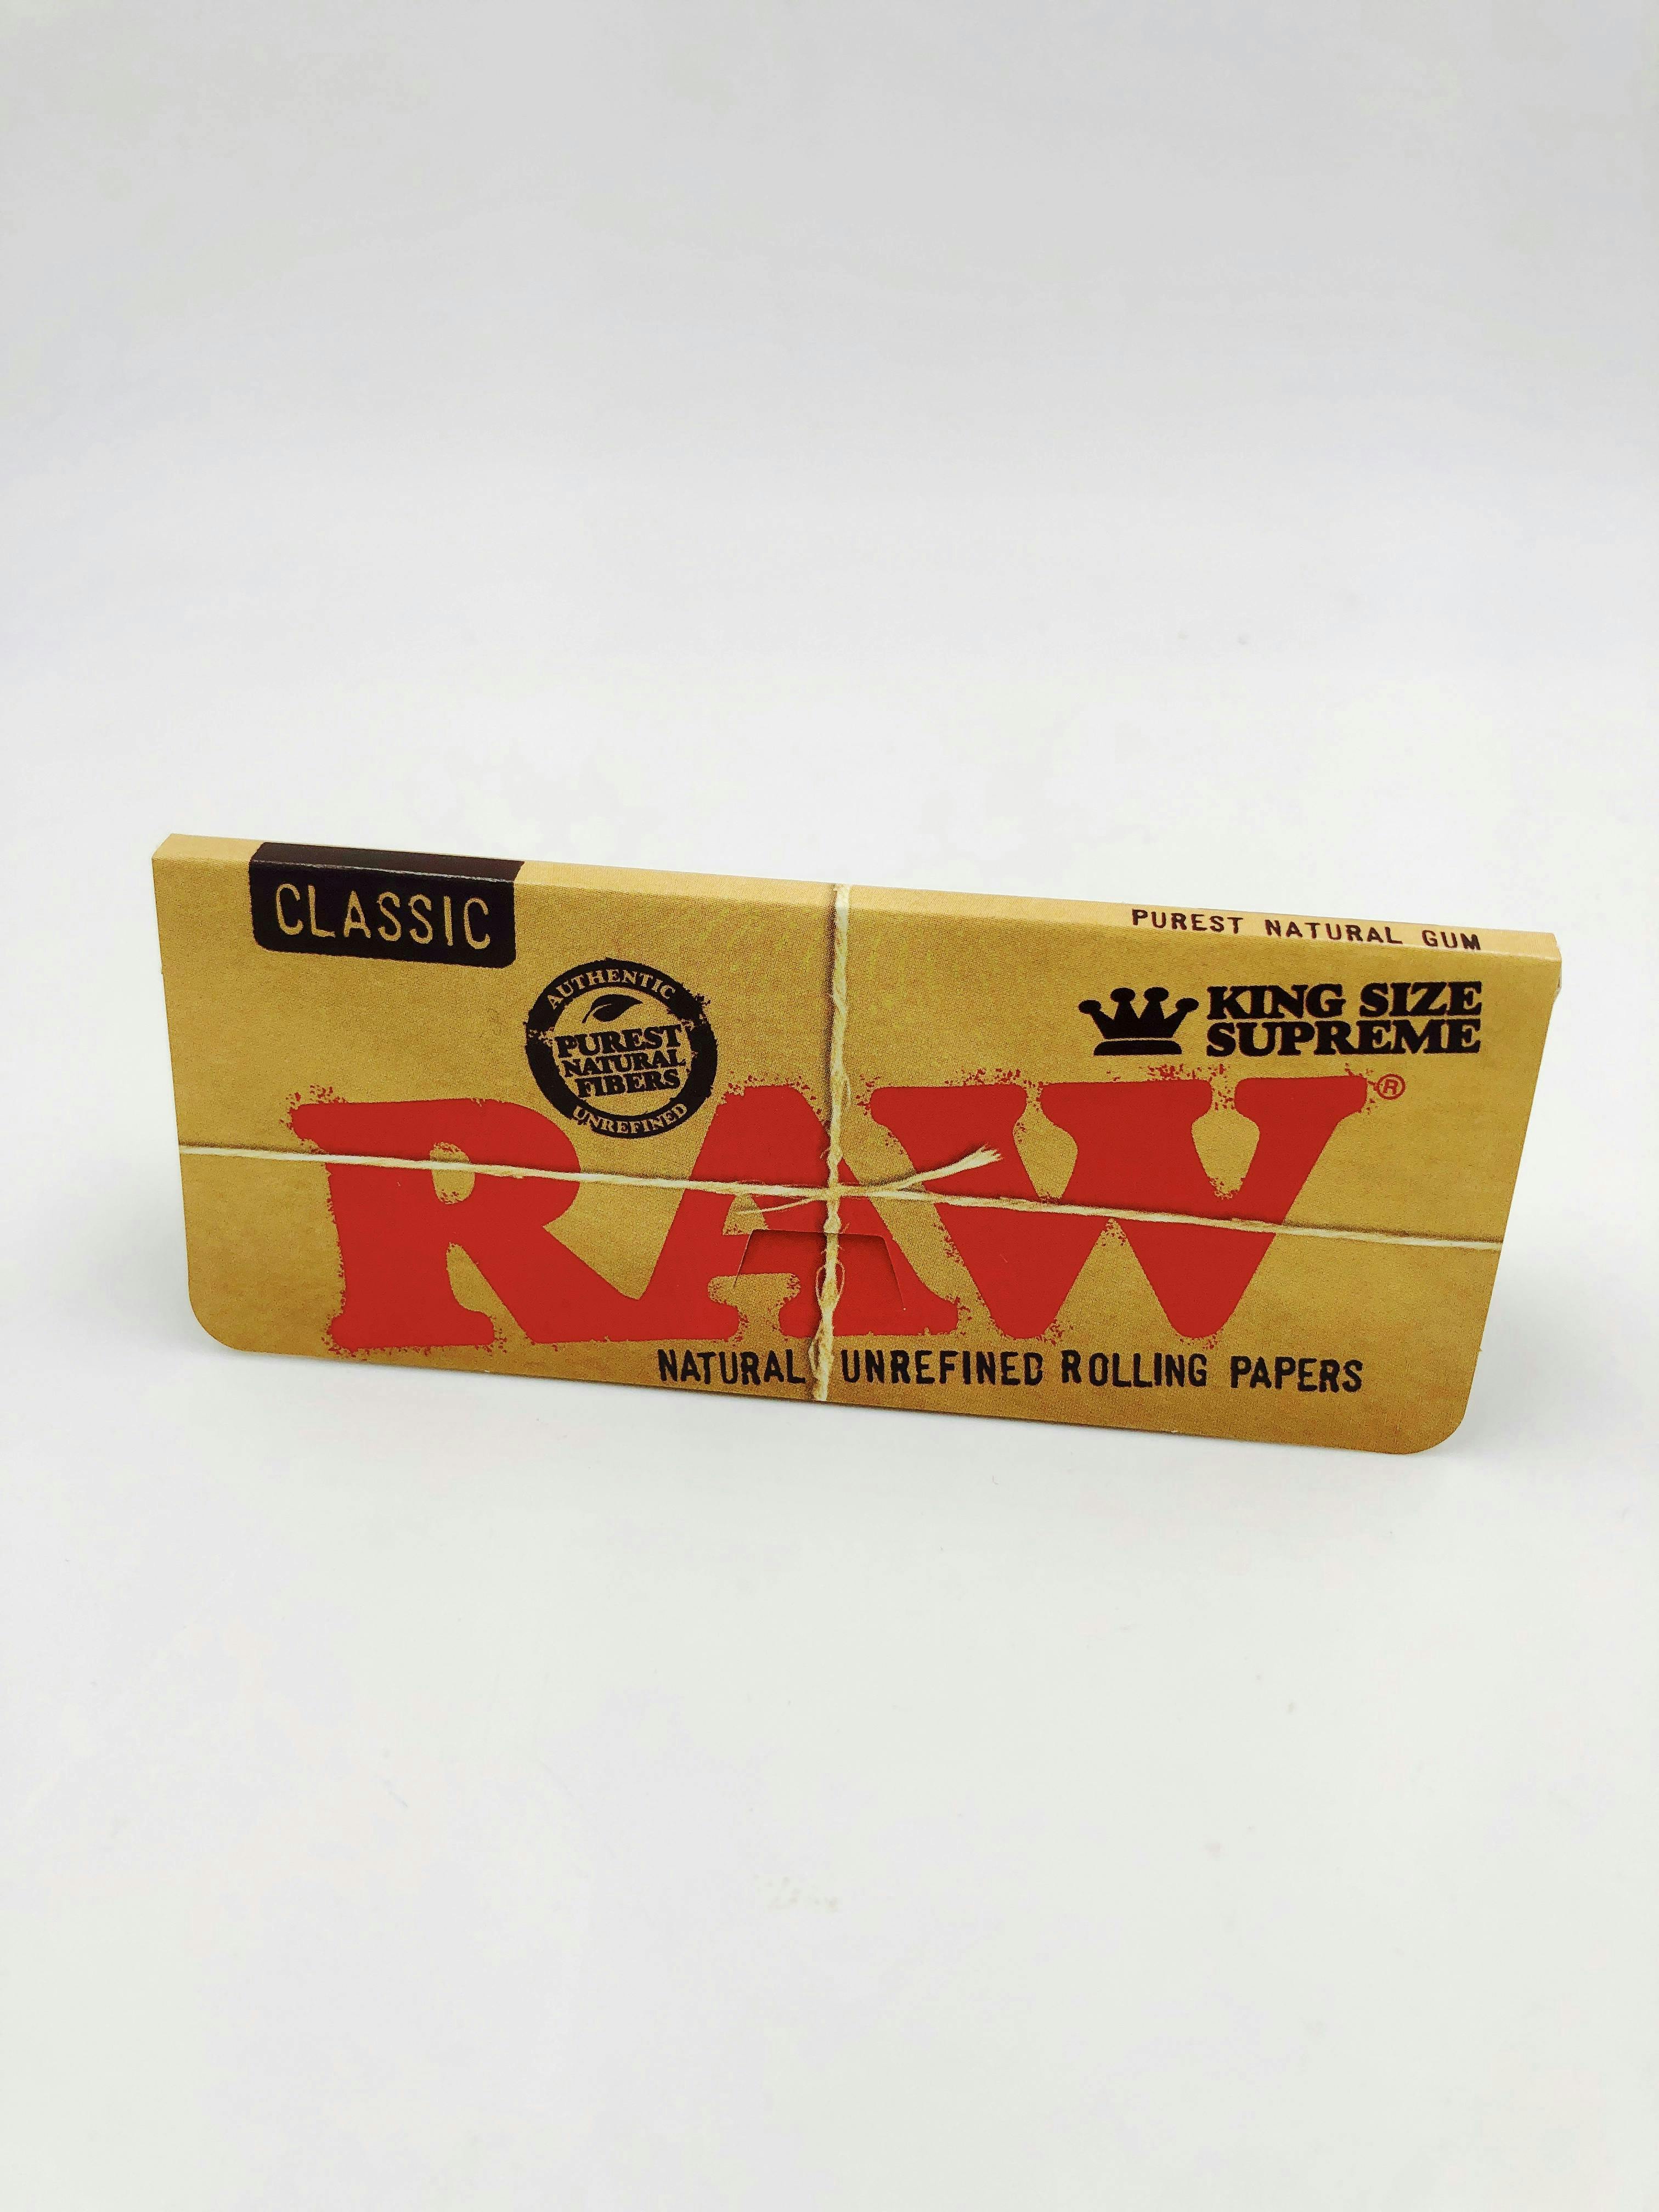 CLASSIC
PUREST NATURAL GUM
AUTHENTIC
PUREST
NATURAL
FIBERS
UNREFINED
KING SIZE
SUPREME
RAW®
NATURAL UNREFINED ROLLING PAPERS